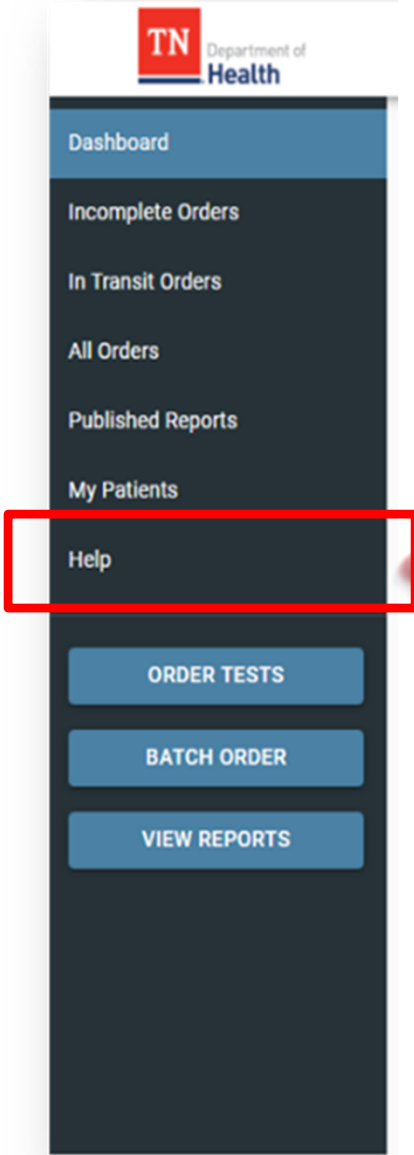 TN
Department of
Health
Dashboard
Incomplete Orders
In Transit Orders
All Orders
Published Reports
My Patients
Help
ORDER TESTS
BATCH ORDER
VIEW REPORTS